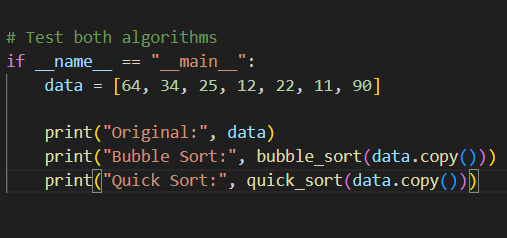 # Test both algorithms
if __name__ == "__main__":
    data = [64, 34, 25, 12, 22, 11, 90]
    print("Original:", data)
    print("Bubble Sort:", bubble_sort(data.copy()))
    print("Quick Sort:", quick_sort(data.copy()))